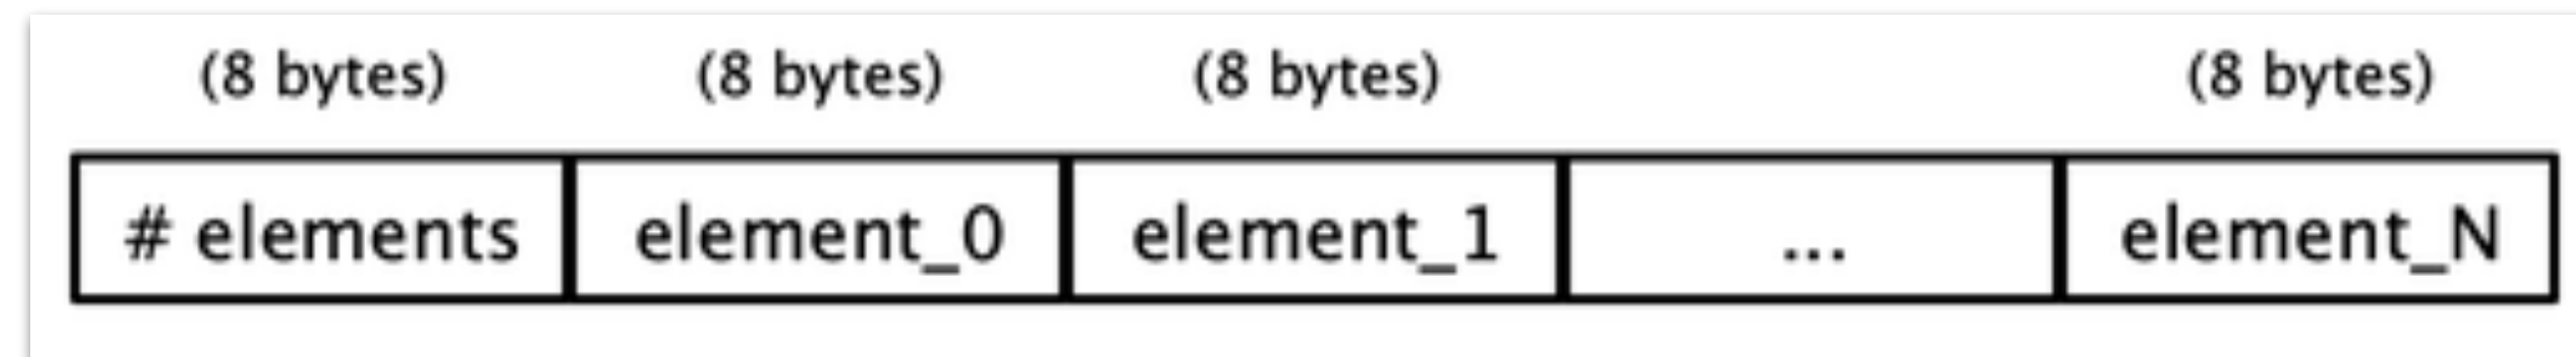 (8 bytes) (8 bytes) (8 bytes) (8 bytes)
# elements element_0 element_1 ... element_N